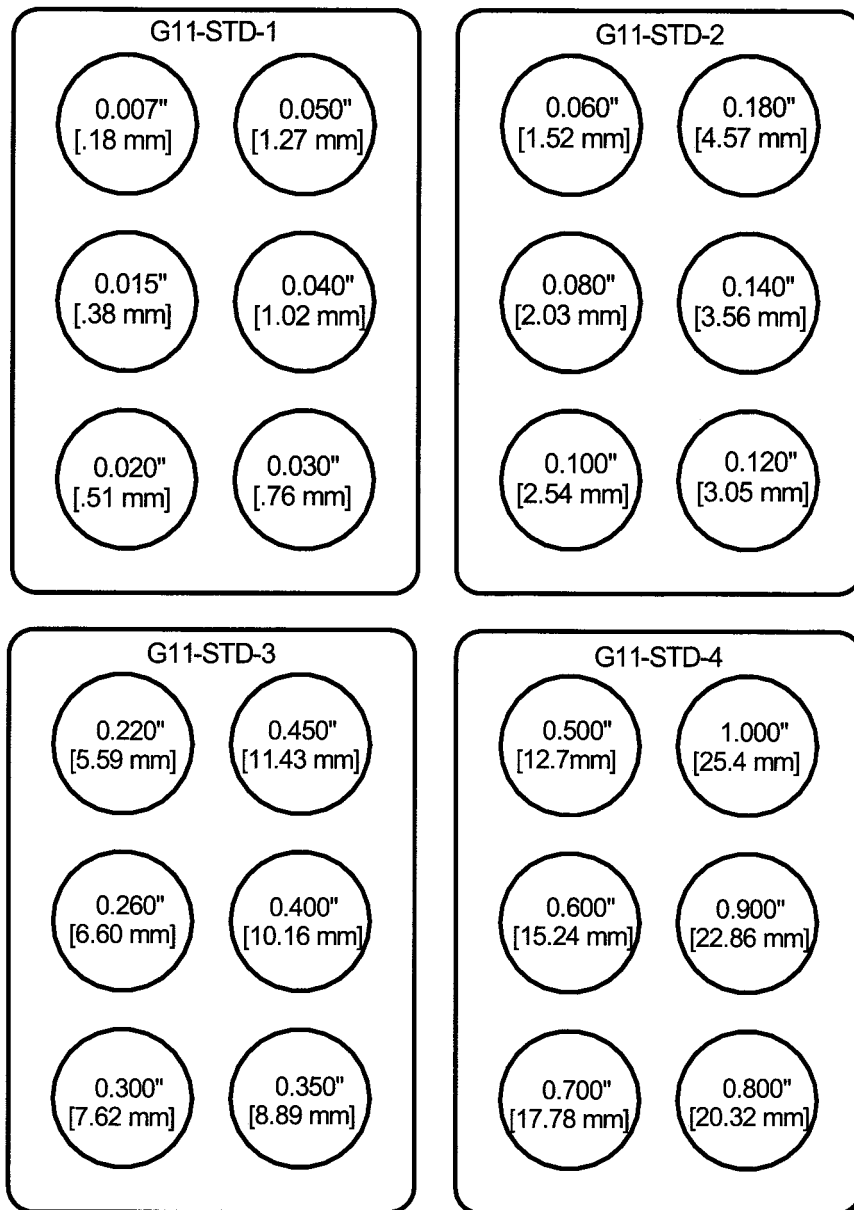 G11-STD-1
0.007"
[.18 mm]
0.050"
[1.27 mm]
0.015"
[.38 mm]
0.040"
[1.02 mm]
0.020"
[.51 mm]
0.030"
[.76 mm]
G11-STD-2
0.060"
[1.52 mm]
0.180"
[4.57 mm]
0.080"
[2.03 mm]
0.140"
[3.56 mm]
0.100"
[2.54 mm]
0.120"
[3.05 mm]
G11-STD-3
0.220"
[5.59 mm]
0.450"
[11.43 mm]
0.260"
[6.60 mm]
0.400"
[10.16 mm]
0.300"
[7.62 mm]
0.350"
[8.89 mm]
G11-STD-4
0.500"
[12.7mm]
1.000"
[25.4 mm]
0.600"
[15.24 mm]
0.900"
[22.86 mm]
0.700"
[17.78 mm]
0.800"
[20.32 mm]